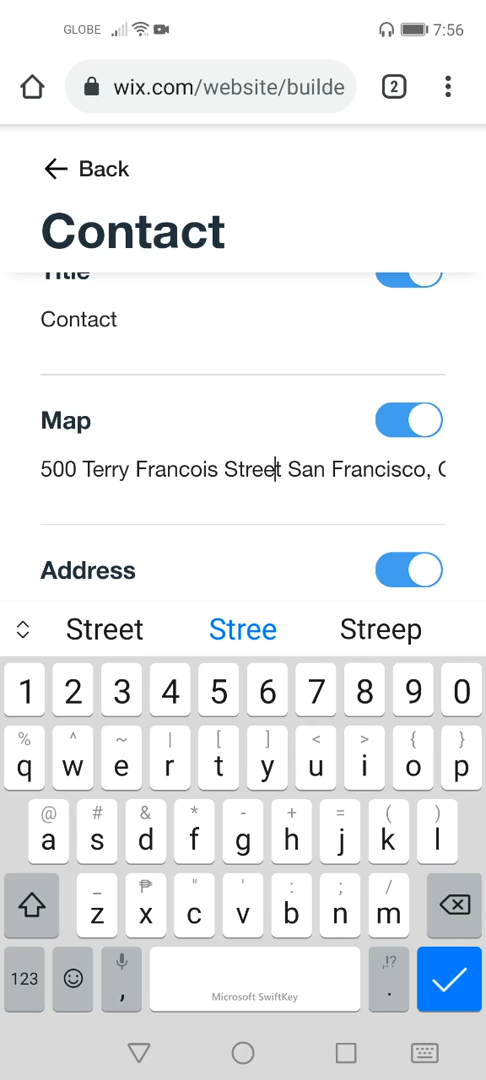 GLOBE 7:56
wix.com/website/builde 2
Back
Contact
Title
Contact
Map
500 Terry Francois Street San Francisco, C
Address
Street Stree Streep
1 2 3 4 5 6 7 8 9 0
% ^ ~ | [ ] < > { }
q w e r t y u i o p
@ # & * - + = ( )
a s d f g h j k l
_ ₱ " ' : ; /
z x c v b n m
123 , Microsoft SwiftKey ,!? .